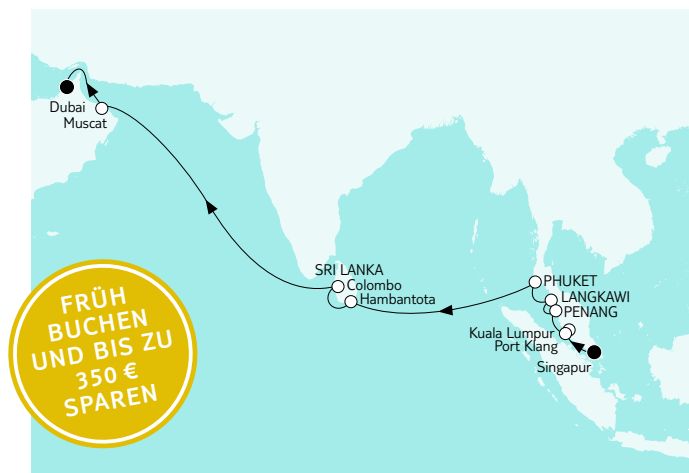 Dubai
Muscat
SRI LANKA
Colombo
Hambantota
PHUKET
LANGKAWI
PENANG
Kuala Lumpur
Port Klang
Singapur
FRÜH
BUCHEN
UND BIS ZU
350 €
SPAREN